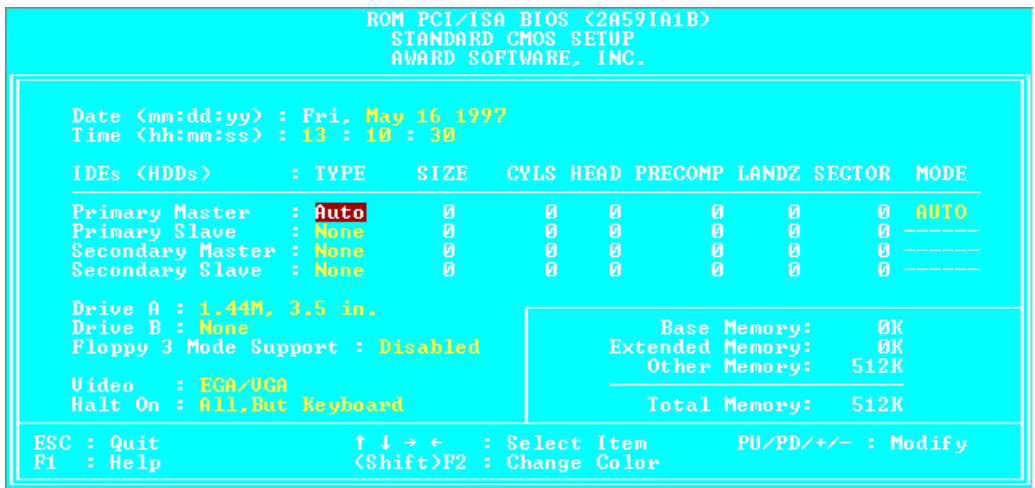 ROM PCI/ISA BIOS (2A59IA1B)
STANDARD CMOS SETUP
AWARD SOFTWARE, INC.
Date (mm:dd:yy) : Fri, May 16 1997
Time (hh:mm:ss) : 13 : 10 : 30
IDEs (HDDs) : TYPE SIZE CYLS HEAD PRECOMP LANDZ SECTOR MODE
Primary Master : Auto 0 0 0 0 0 0 AUTO
Primary Slave : None 0 0 0 0 0 0 ------
Secondary Master : None 0 0 0 0 0 0 ------
Secondary Slave : None 0 0 0 0 0 0 ------
Drive A : 1.44M, 3.5 in.
Drive B : None
Floppy 3 Mode Support : Disabled
Video : EGA/VGA
Halt On : All,But Keyboard
Base Memory: 0K
Extended Memory: 0K
Other Memory: 512K
Total Memory: 512K
ESC : Quit ↑ ↓ → ← : Select Item PU/PD/+/- : Modify
F1 : Help (Shift)F2 : Change Color